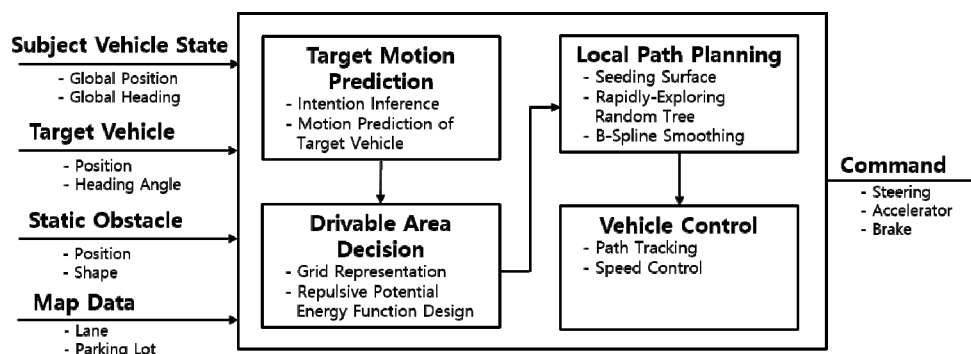 Subject Vehicle State
- Global Position
- Global Heading
Target Vehicle
- Position
- Heading Angle
Static Obstacle
- Position
- Shape
Map Data
- Lane
- Parking Lot
Target Motion
Prediction
- Intention Inference
- Motion Prediction of
Target Vehicle
Drivable Area
Decision
- Grid Representation
- Repulsive Potential
Energy Function Design
Local Path Planning
- Seeding Surface
- Rapidly-Exploring
Random Tree
- B-Spline Smoothing
Vehicle Control
- Path Tracking
- Speed Control
Command
- Steering
- Accelerator
- Brake